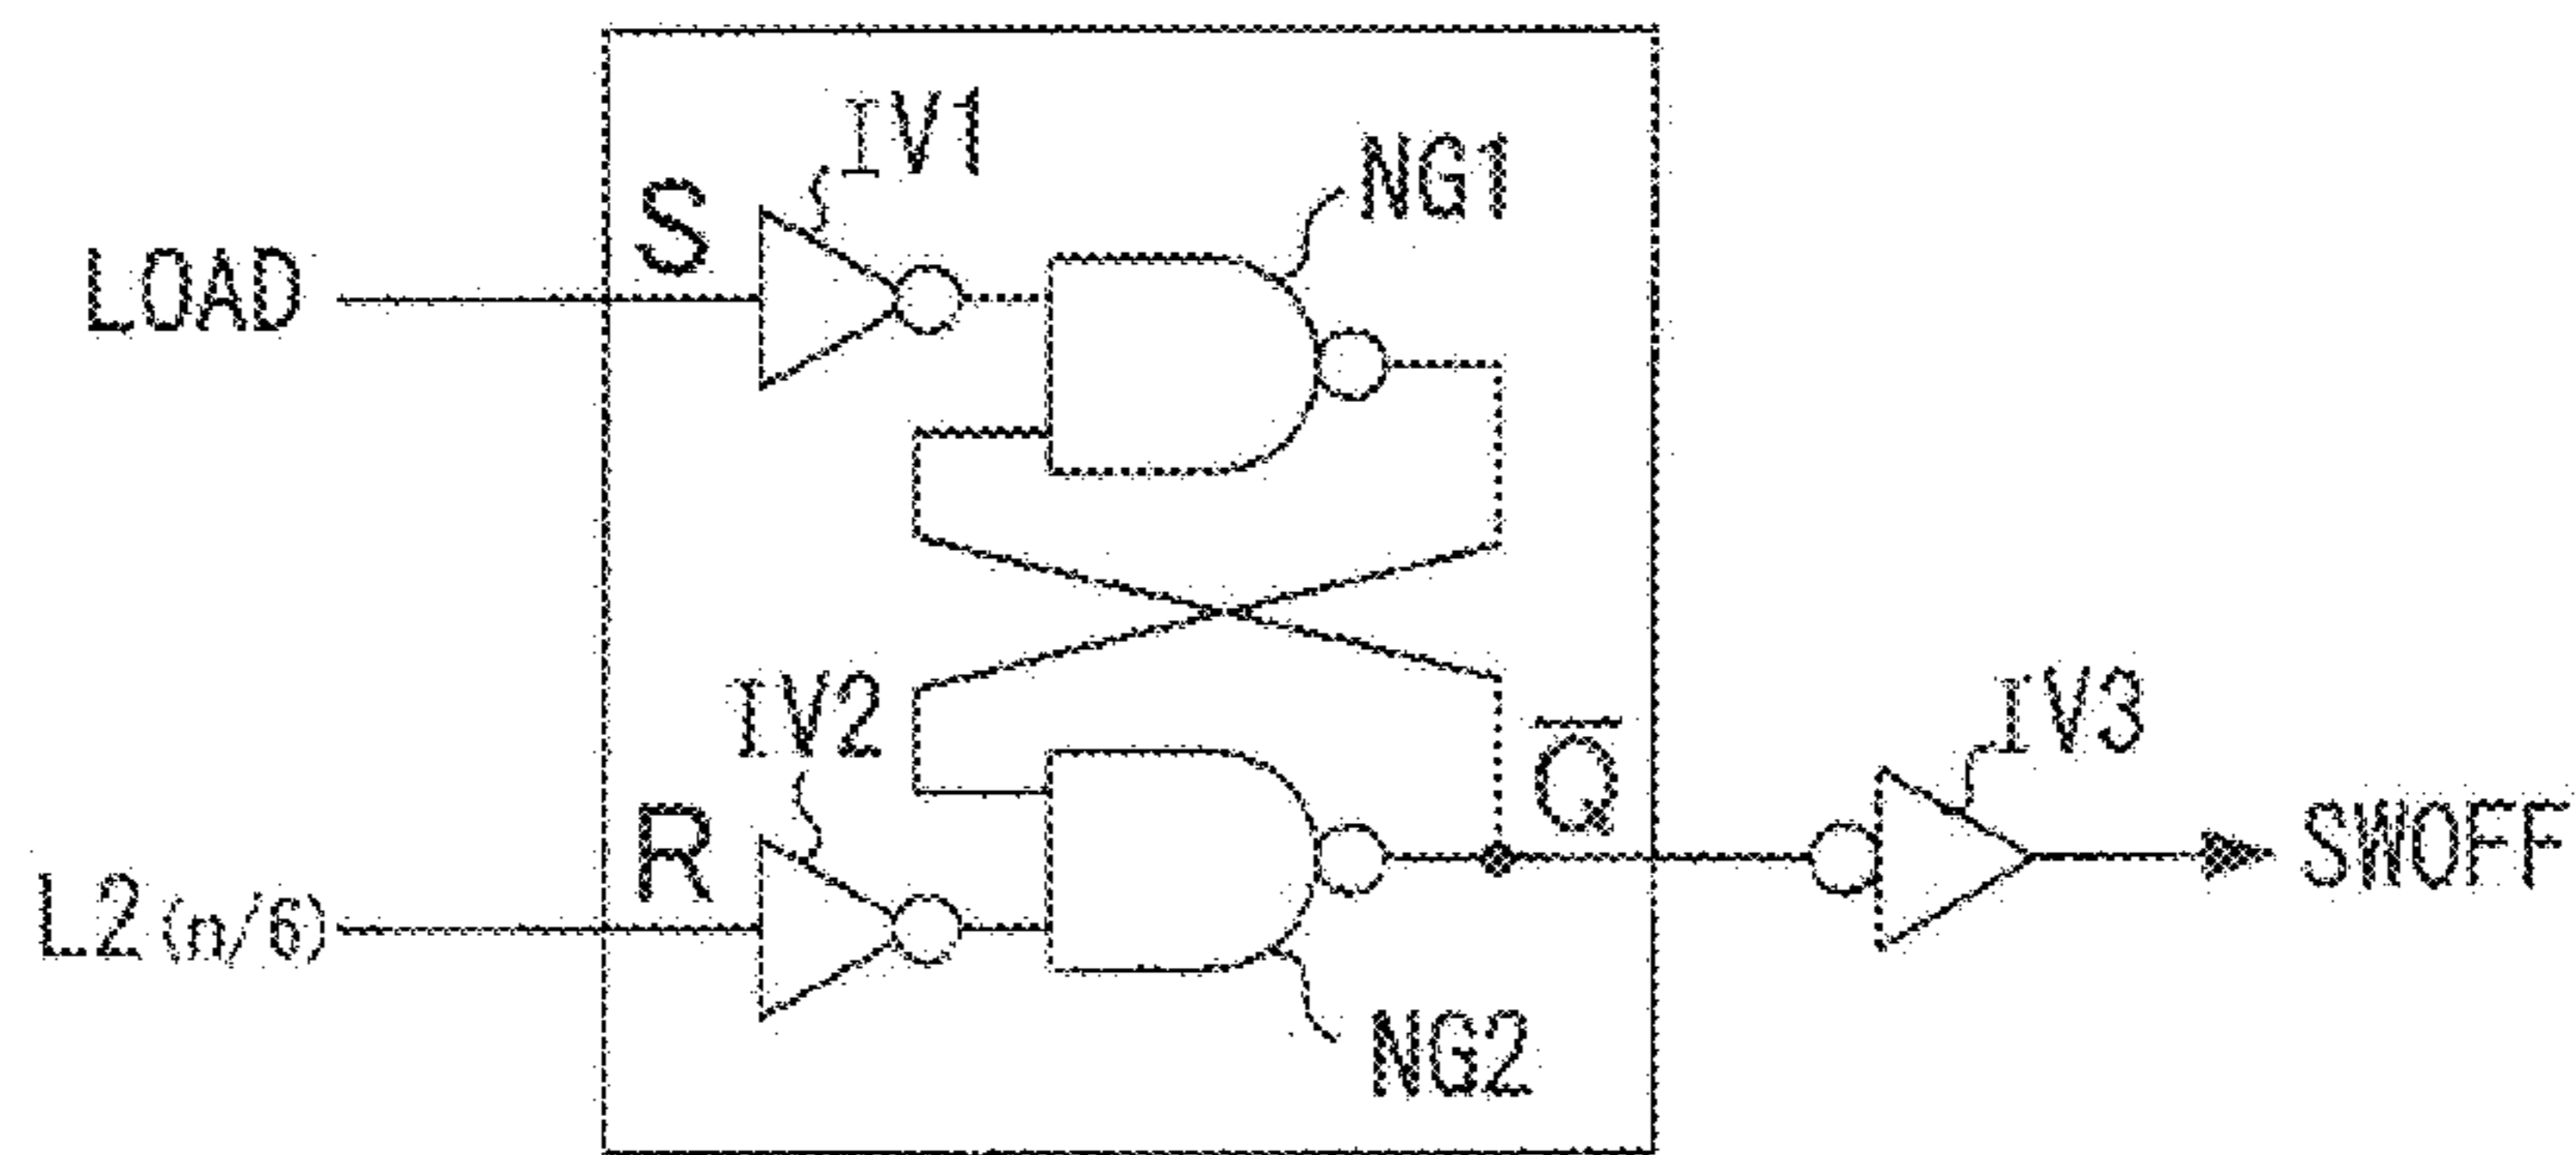 IV1
NG1
S
LOAD
IV2
IV3
Q̅
R
SWOFF
L2(n/6)
NG2